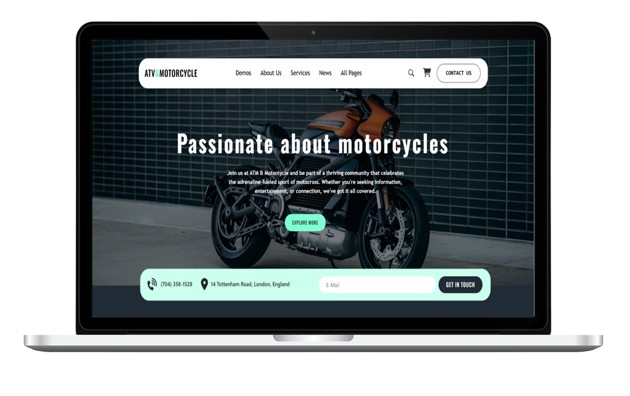 ATV&MOTORCYCLE
Demos About Us Services News All Pages
CONTACT US
Passionate about motorcycles
Join us at ATM & Motorcycle and be part of a thriving community that celebrates
the adrenaline-fueled sport of motocross. Whether you're seeking information,
entertainment, or connection, we've got it all covered.
EXPLORE MORE
(704) 358-1528 14 Tottenham Road, London, England E-Mail GET IN TOUCH